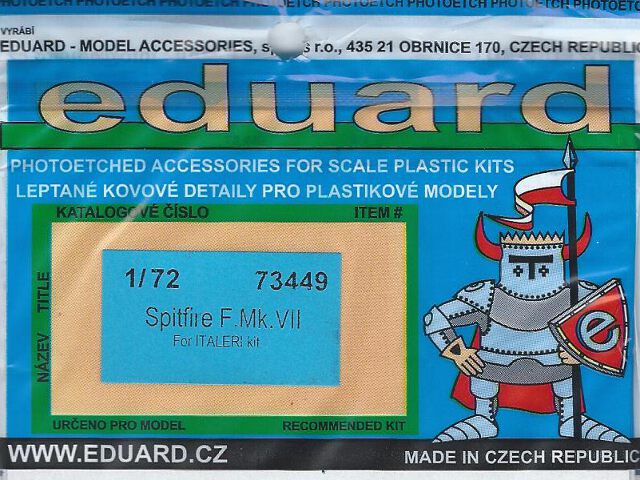 PHOTOETCH PHOTOETCH PHOTOETCH PHOTOETCH PHOTOETCH PHOTOETCH PHOTOETCH
VYRÁBÍ
EDUARD - MODEL ACCESSORIES, s r.o., 435 21 OBRNICE 170, CZECH REPUBLIC
eduard
PHOTOETCHED ACCESSORIES FOR SCALE PLASTIC KITS
LEPTANÉ KOVOVÉ DETAILY PRO PLASTIKOVÉ MODELY
KATALOGOVÉ ČÍSLO ITEM #
NÁZEV TITLE
1/72 73449
Spitfire F.Mk.VII
For ITALERI kit
e
URČENO PRO MODEL RECOMMENDED KIT
WWW.EDUARD.CZ MADE IN CZECH REPUBLIC